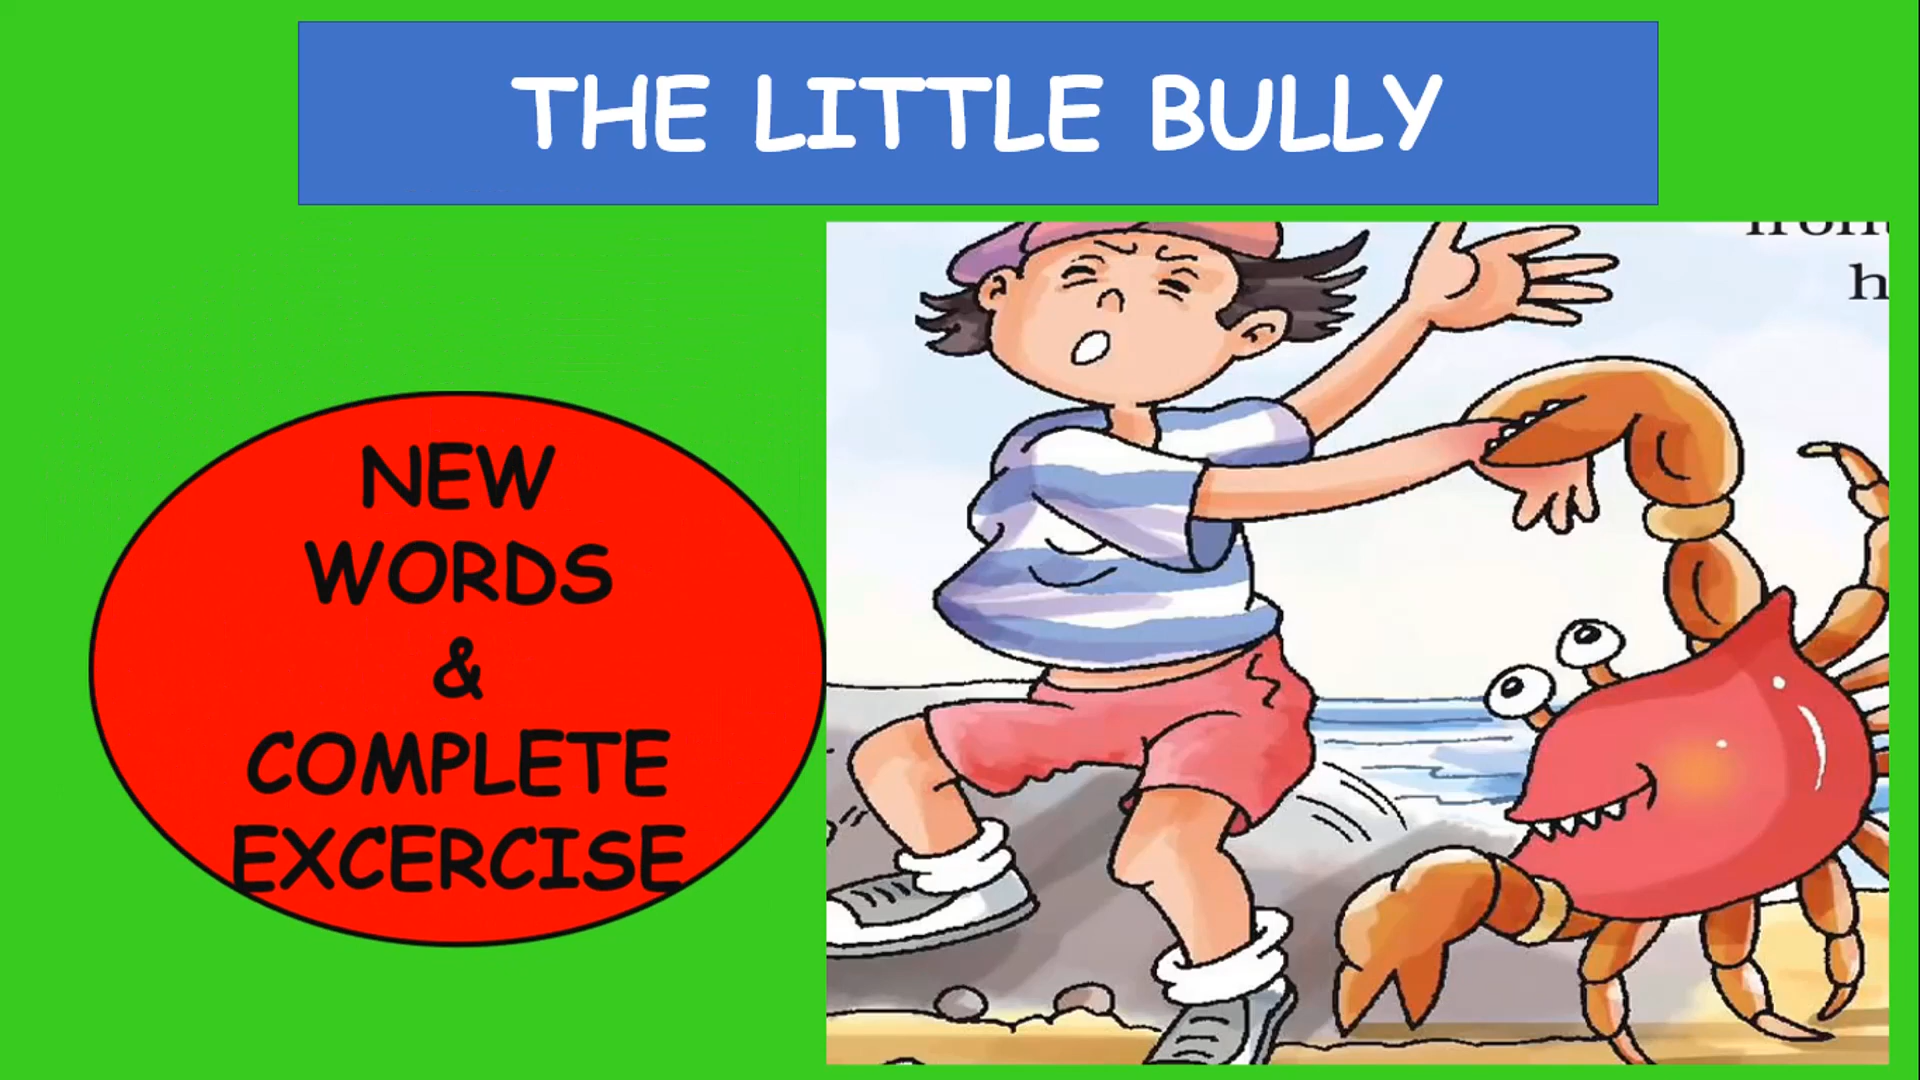 THE LITTLE BULLY
NEW
WORDS
&
COMPLETE
EXCERCISE
h